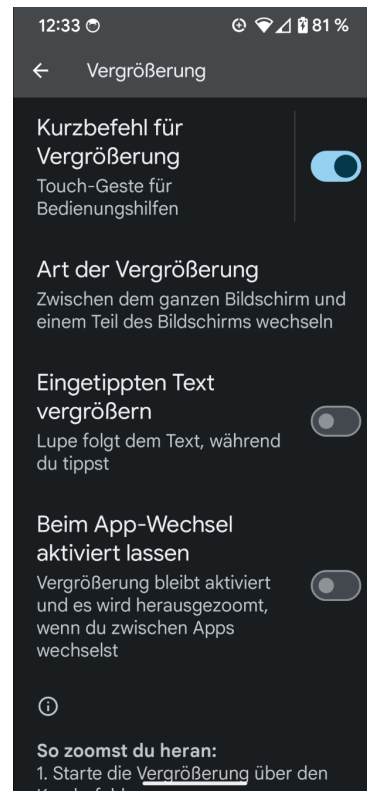 12:33 81 %
Vergrößerung
Kurzbefehl für
Vergrößerung
Touch-Geste für
Bedienungshilfen
Art der Vergrößerung
Zwischen dem ganzen Bildschirm und
einem Teil des Bildschirms wechseln
Eingetippten Text
vergrößern
Lupe folgt dem Text, während
du tippst
Beim App-Wechsel
aktiviert lassen
Vergrößerung bleibt aktiviert
und es wird herausgezoomt,
wenn du zwischen Apps
wechselst
So zoomst du heran:
1. Starte die Vergrößerung über den